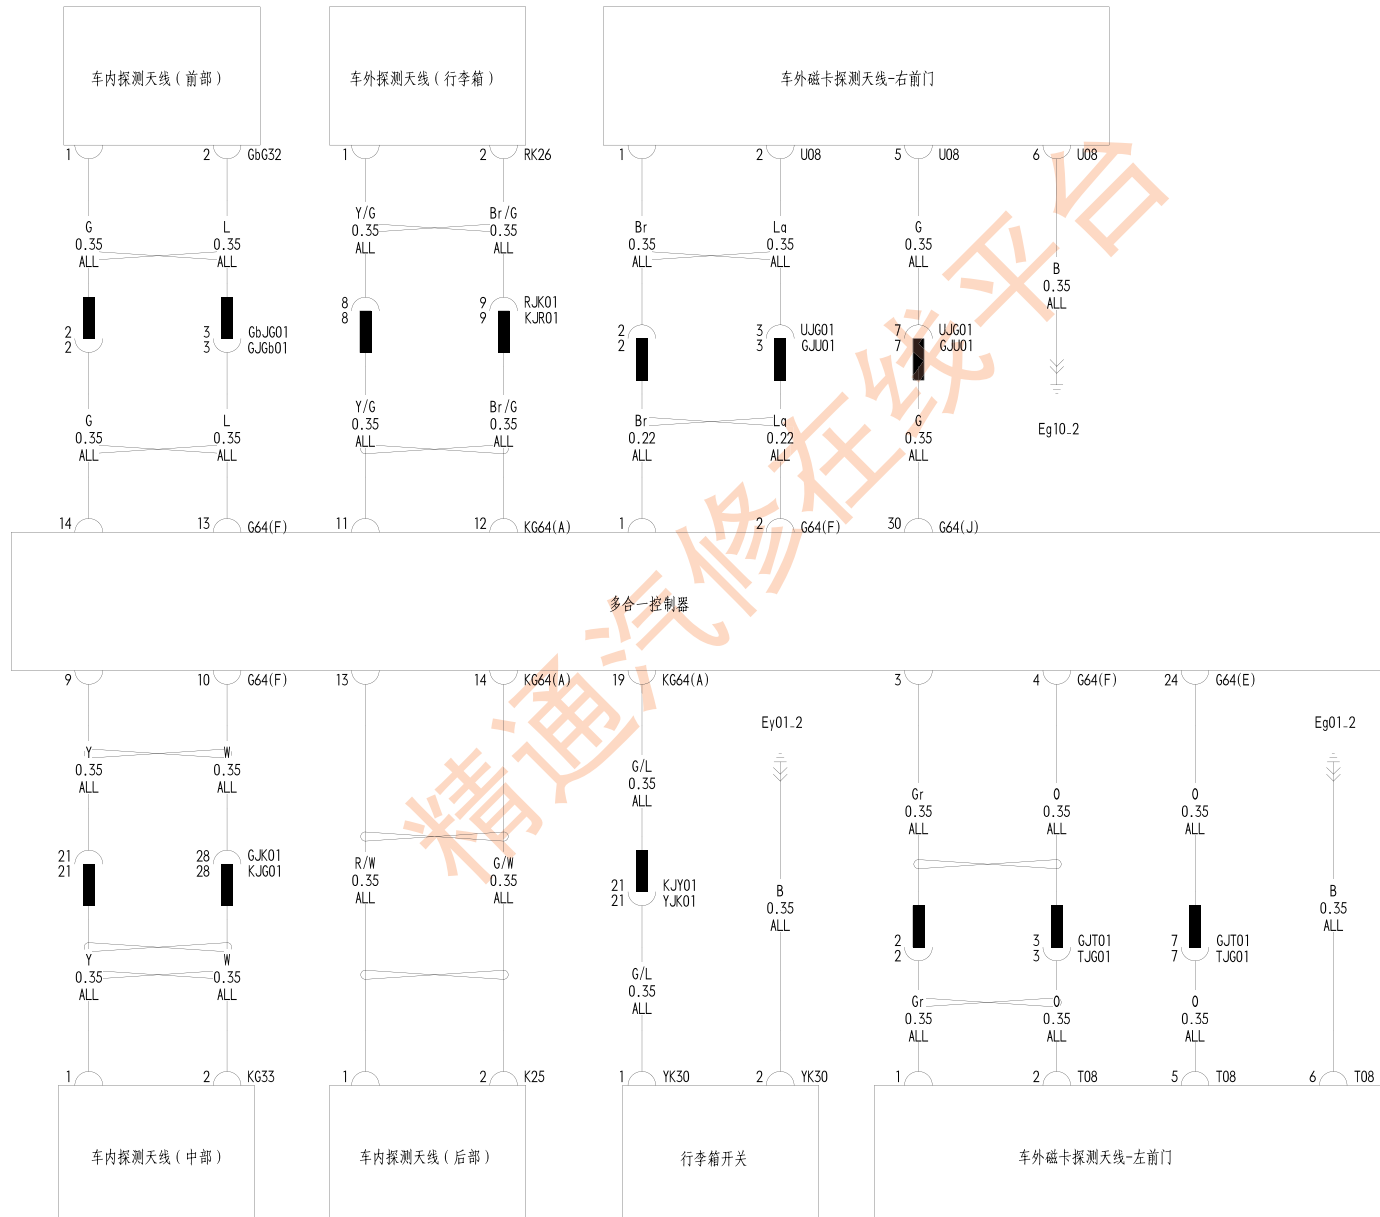 车内探测天线（前部）
车外探测天线（行李箱）
车外磁卡探测天线-右前门
1 2 GbG32
1 2 RK26
1 2 U08 5 U08 6 U08
G 0.35 ALL
L 0.35 ALL
Y/G 0.35 ALL
Br/G 0.35 ALL
Br 0.35 ALL
La 0.35 ALL
G 0.35 ALL
B 0.35 ALL
2 3 GbJG01
2 3 GJGb01
8 9 RJK01
8 9 KJR01
2 3 UJG01 7 UJG01
2 3 GJU01 7 GJU01
Eg10_2
G 0.35 ALL
L 0.35 ALL
Y/G 0.35 ALL
Br/G 0.35 ALL
Br 0.22 ALL
La 0.22 ALL
G 0.35 ALL
14 13 G64(F)
11 12 KG64(A)
1 2 G64(F) 30 G64(J)
多合一控制器
9 10 G64(F)
13 14 KG64(A)
19 KG64(A)
3 4 G64(F) 24 G64(E)
Ey01_2
Eg01_2
Y 0.35 ALL
W 0.35 ALL
R/W 0.35 ALL
G/W 0.35 ALL
G/L 0.35 ALL
B 0.35 ALL
Gr 0.35 ALL
O 0.35 ALL
O 0.35 ALL
B 0.35 ALL
21 28 GJK01
21 28 KJG01
21 KJY01
21 YJK01
2 3 GJT01 7 GJT01
2 3 TJG01 7 TJG01
Y 0.35 ALL
W 0.35 ALL
G/L 0.35 ALL
Gr 0.35 ALL
O 0.35 ALL
O 0.35 ALL
1 2 KG33
1 2 K25
1 YK30 2 YK30
1 2 T08 5 T08 6 T08
车内探测天线（中部）
车内探测天线（后部）
行李箱开关
车外磁卡探测天线-左前门
精通汽修在线平台